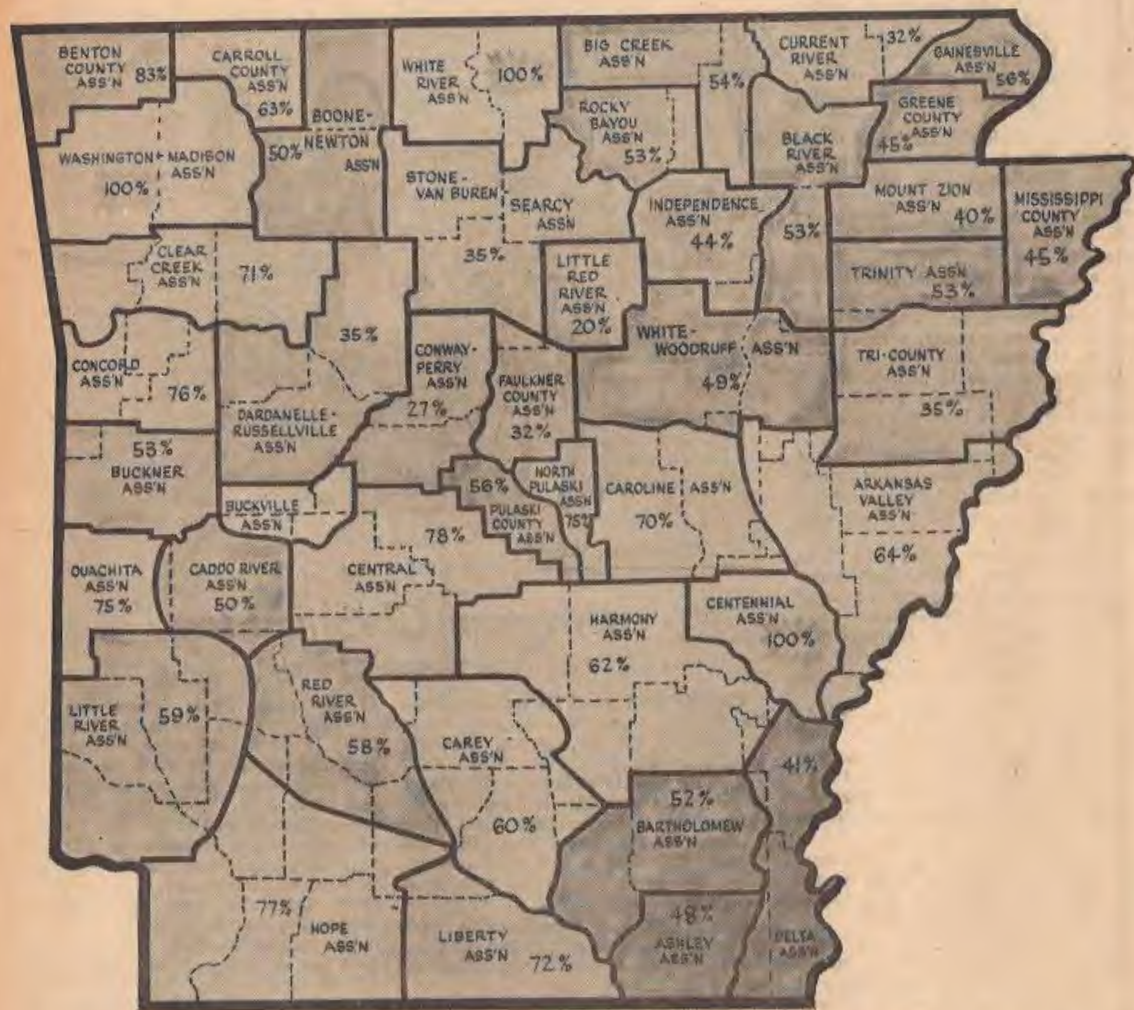 BENTON
COUNTY
ASS'N 83%
CARROLL
COUNTY
ASS'N
63%
BOONE-
NEWTON
ASS'N
50%
WHITE
RIVER
ASS'N
100%
BIG CREEK
ASS'N
54%
CURRENT
RIVER
ASS'N
32%
GAINESVILLE
ASS'N
56%
ROCKY
BAYOU
ASS'N
53%
BLACK
RIVER
ASS'N
53%
GREENE
COUNTY
ASS'N
45%
WASHINGTON - MADISON
ASS'N
100%
STONE-
VAN BUREN-
SEARCY
ASS'N
35%
INDEPENDENCE
ASS'N
44%
MOUNT ZION
ASS'N
40%
MISSISSIPPI
COUNTY
ASS'N
45%
CLEAR
CREEK
ASS'N
71%
LITTLE
RED
RIVER
ASS'N
20%
TRINITY ASS'N
53%
CONCORD
ASS'N
76%
35%
DARDANELLE-
RUSSELLVILLE
ASS'N
CONWAY-
PERRY
ASS'N
27%
FAULKNER
COUNTY
ASS'N
32%
WHITE-
WOODRUFF ASS'N
49%
TRI-COUNTY
ASS'N
35%
53%
BUCKNER
ASS'N
BUCKVILLE
ASS'N
56%
PULASKI
COUNTY
ASS'N
NORTH
PULASKI
ASS'N
75%
CAROLINE ASS'N
70%
ARKANSAS
VALLEY
ASS'N
64%
OUACHITA
ASS'N
75%
CADDO RIVER
ASS'N
50%
78%
CENTRAL
ASS'N
HARMONY
ASS'N
62%
CENTENNIAL
ASS'N
100%
LITTLE
RIVER
ASS'N
59%
RED
RIVER
ASS'N
58%
CAREY
ASS'N
60%
52%
BARTHOLOMEW
ASS'N
41%
DELTA
ASS'N
77%
HOPE
ASS'N
LIBERTY
ASS'N
72%
48%
ASHLEY
ASS'N